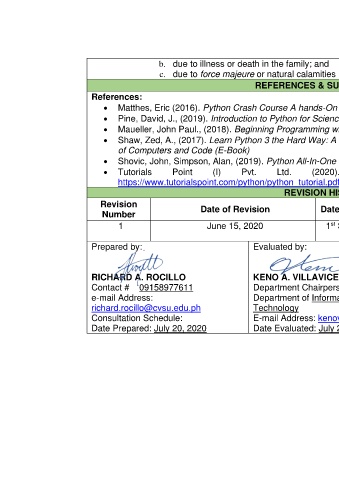 b. due to illness or death in the family; and
c. due to force majeure or natural calamities
REFERENCES & SU
References:
• Matthes, Eric (2016). Python Crash Course A hands-On
• Pine, David, J., (2019). Introduction to Python for Scienc
• Maueller, John Paul., (2018). Beginning Programming w
• Shaw, Zed, A., (2017). Learn Python 3 the Hard Way: A
of Computers and Code (E-Book)
• Shovic, John, Simpson, Alan, (2019). Python All-In-One
• Tutorials Point (I) Pvt. Ltd. (2020).
https://www.tutorialspoint.com/python/python_tutorial.pdf
REVISION HIS
Revision Number
Date of Revision
Date
1
June 15, 2020
1st S
Prepared by:
RICHARD A. ROCILLO
Contact # 09158977611
e-mail Address:
richard.rocillo@cvsu.edu.ph
Consultation Schedule:
Date Prepared: July 20, 2020
Evaluated by:
KENO A. VILLAVICE
Department Chairpers
Department of Informa
Technology
E-mail Address: keno
Date Evaluated: July 2